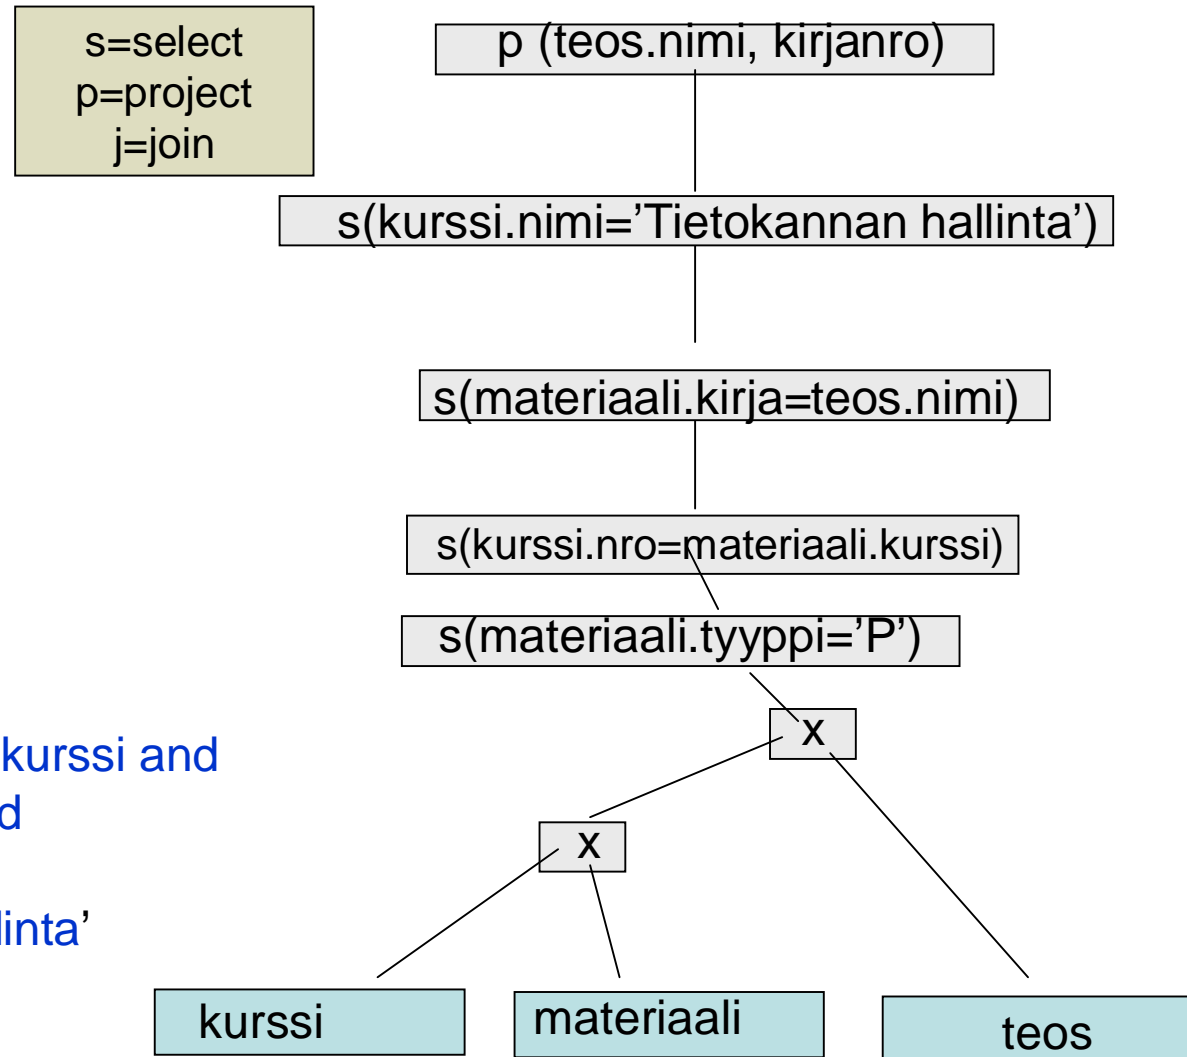 s=select
p=project
j=join
p (teos.nimi, kirjanro)
s(kurssi.nimi=’Tietokannan hallinta’)
s(materiaali.kirja=teos.nimi)
s(kurssi.nro=materiaali.kurssi)
s(materiaali.tyyppi=’P’)
x
kurssi and
d
x
linta’
kurssi
materiaali
teos